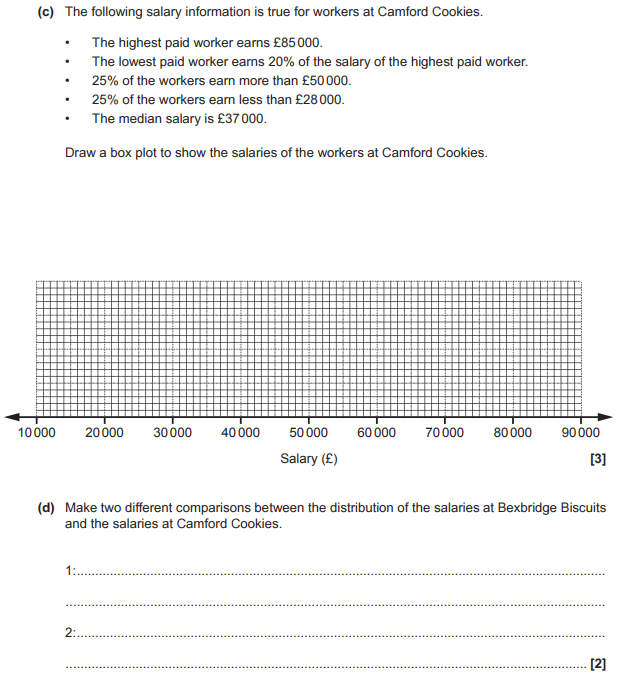 (c) The following salary information is true for workers at Camford Cookies.
• The highest paid worker earns £85 000.
• The lowest paid worker earns 20% of the salary of the highest paid worker.
• 25% of the workers earn more than £50 000.
• 25% of the workers earn less than £28 000.
• The median salary is £37 000.
Draw a box plot to show the salaries of the workers at Camford Cookies.
10 000 20 000 30 000 40 000 50 000 60 000 70 000 80 000 90 000
Salary (£) [3]
(d) Make two different comparisons between the distribution of the salaries at Bexbridge Biscuits
and the salaries at Camford Cookies.
1:..........................................................................................
..........................................................................................
2:..........................................................................................
.......................................................................................... [2]